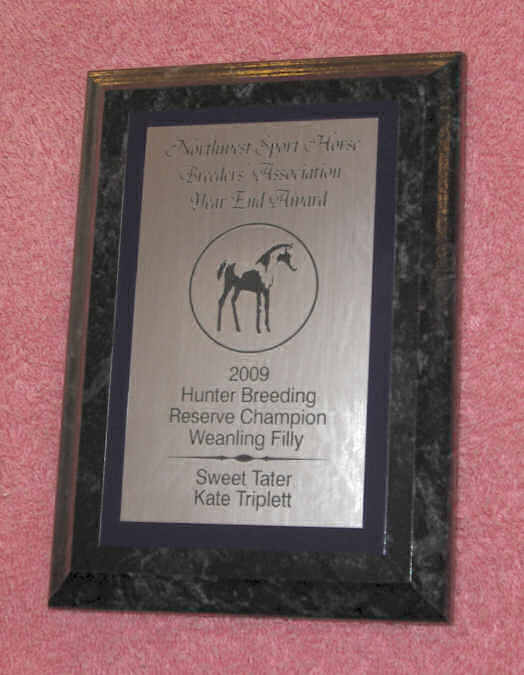 Northwest Sport Horse
Breeders Association
Year End Award
2009
Hunter Breeding
Reserve Champion
Weanling Filly
Sweet Tater
Kate Triplett